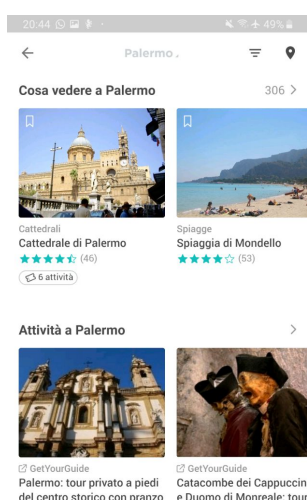 20:44
49%
Palermo
Cosa vedere a Palermo 306
Cattedrali
Cattedrale di Palermo
(46)
6 attività
Spiagge
Spiaggia di Mondello
(53)
Attività a Palermo
GetYourGuide
Palermo: tour privato a piedi
del centro storico con pranzo
GetYourGuide
Catacombe dei Cappuccin
e Duomo di Monreale: tour